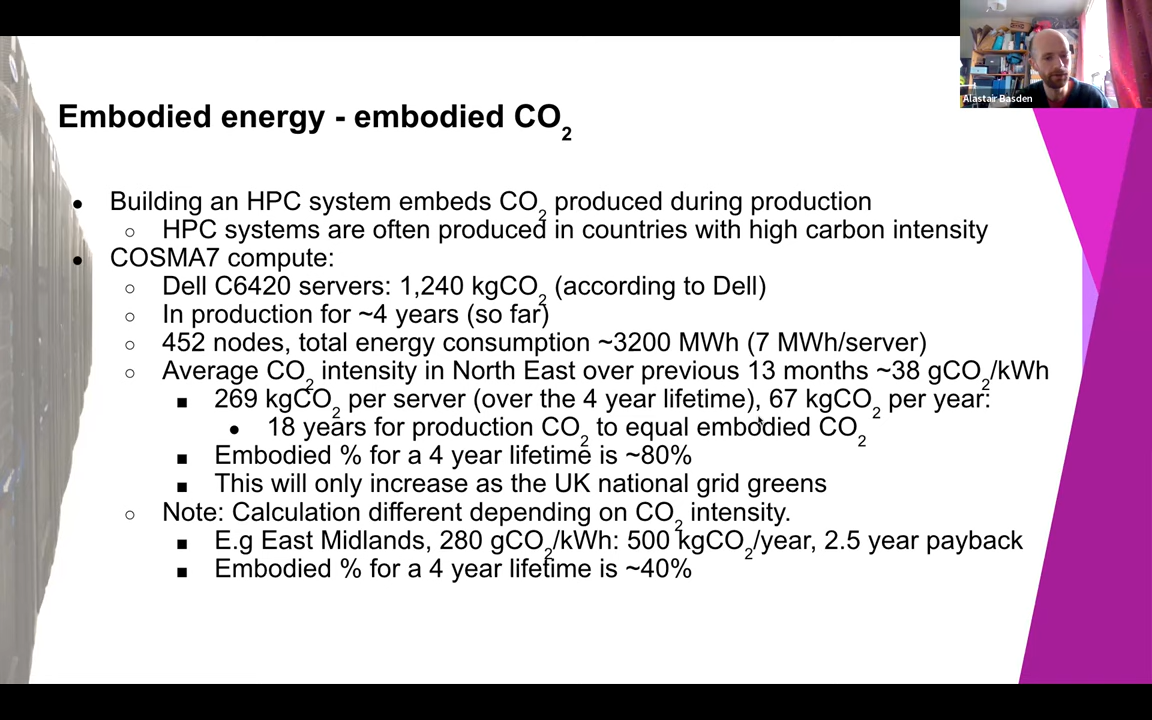 Alastair Basden
Embodied energy - embodied CO₂
● Building an HPC system embeds CO₂ produced during production
○ HPC systems are often produced in countries with high carbon intensity
● COSMA7 compute:
○ Dell C6420 servers: 1,240 kgCO₂ (according to Dell)
○ In production for ~4 years (so far)
○ 452 nodes, total energy consumption ~3200 MWh (7 MWh/server)
○ Average CO₂ intensity in North East over previous 13 months ~38 gCO₂/kWh
■ 269 kgCO₂ per server (over the 4 year lifetime), 67 kgCO₂ per year:
● 18 years for production CO₂ to equal embodied CO₂
■ Embodied % for a 4 year lifetime is ~80%
■ This will only increase as the UK national grid greens
○ Note: Calculation different depending on CO₂ intensity.
■ E.g East Midlands, 280 gCO₂/kWh: 500 kgCO₂/year, 2.5 year payback
■ Embodied % for a 4 year lifetime is ~40%